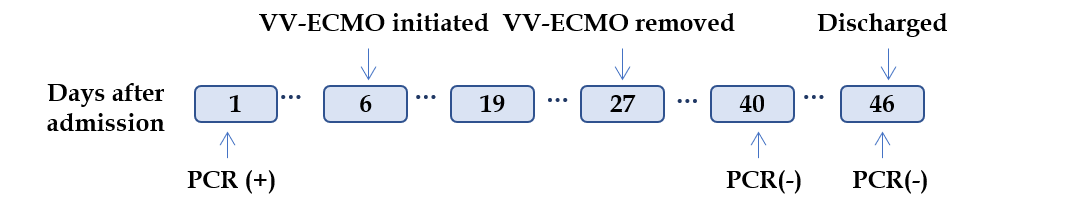 VV-ECMO initiated VV-ECMO removed Discharged
Days after
admission
1 ... 6 ... 19 ... 27 ... 40 ... 46
PCR (+) PCR(-) PCR(-)